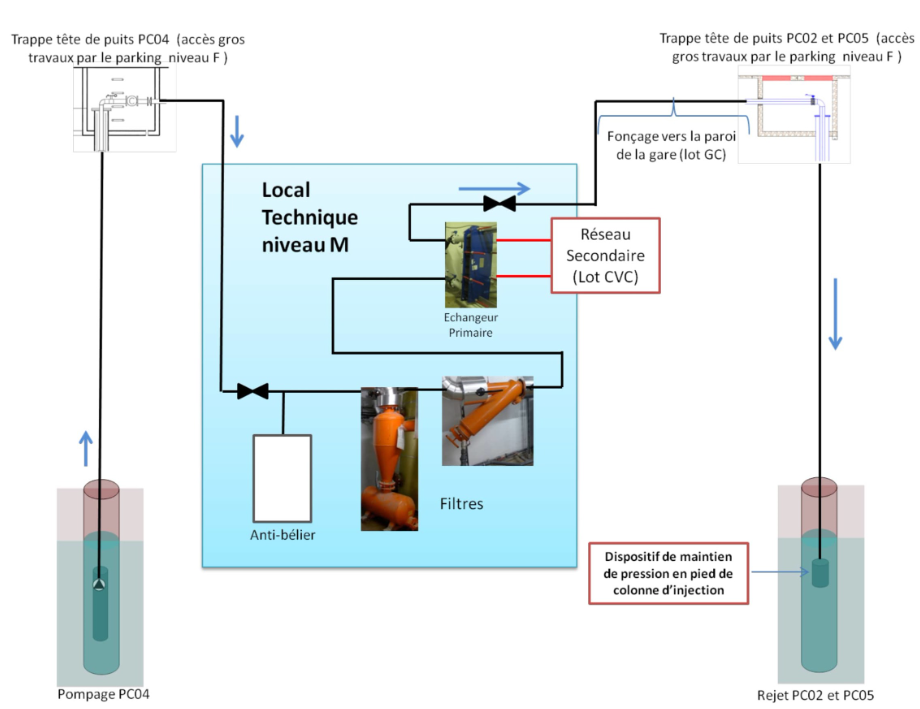 Trappe tête de puits PC04 (accès gros
travaux par le parking niveau F )
Trappe tête de puits PC02 et PC05 (accès
gros travaux par le parking niveau F )
Fonçage vers la paroi
de la gare (lot GC)
Local
Technique
niveau M
Réseau
Secondaire
(Lot CVC)
Echangeur
Primaire
Filtres
Anti-bélier
Dispositif de maintien
de pression en pied de
colonne d'injection
Pompage PC04
Rejet PC02 et PC05